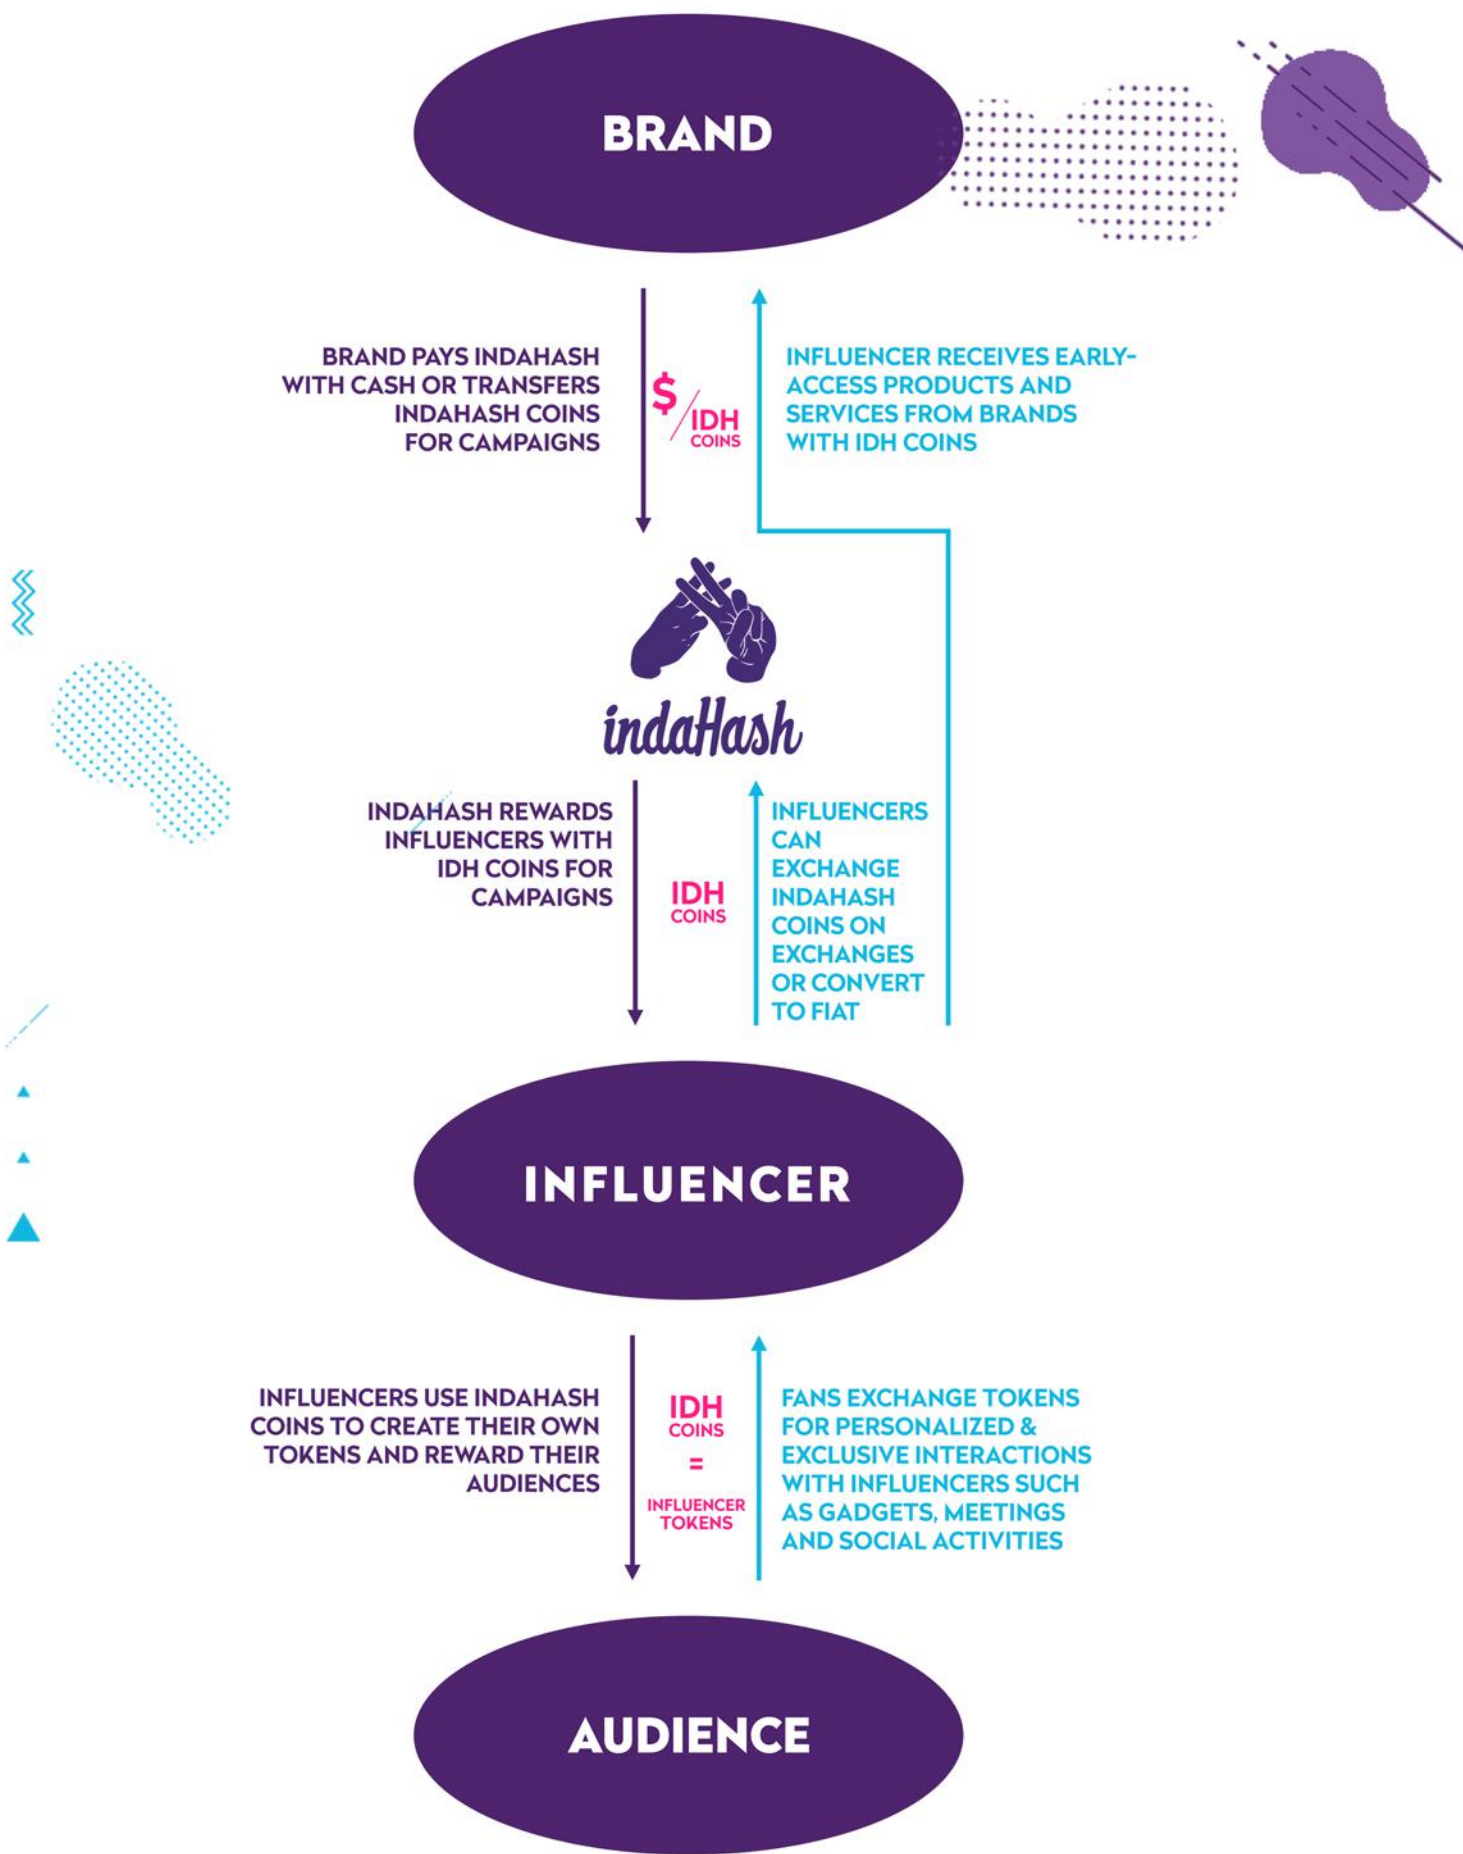 BRAND
BRAND PAYS INDAHASH
WITH CASH OR TRANSFERS
INDAHASH COINS
FOR CAMPAIGNS
$/IDH
COINS
INFLUENCER RECEIVES EARLY-
ACCESS PRODUCTS AND
SERVICES FROM BRANDS
WITH IDH COINS
indaHash
INDAHASH REWARDS
INFLUENCERS WITH
IDH COINS FOR
CAMPAIGNS
IDH
COINS
INFLUENCERS
CAN
EXCHANGE
INDAHASH
COINS ON
EXCHANGES
OR CONVERT
TO FIAT
INFLUENCER
INFLUENCERS USE INDAHASH
COINS TO CREATE THEIR OWN
TOKENS AND REWARD THEIR
AUDIENCES
IDH
COINS
=
INFLUENCER
TOKENS
FANS EXCHANGE TOKENS
FOR PERSONALIZED &
EXCLUSIVE INTERACTIONS
WITH INFLUENCERS SUCH
AS GADGETS, MEETINGS
AND SOCIAL ACTIVITIES
AUDIENCE